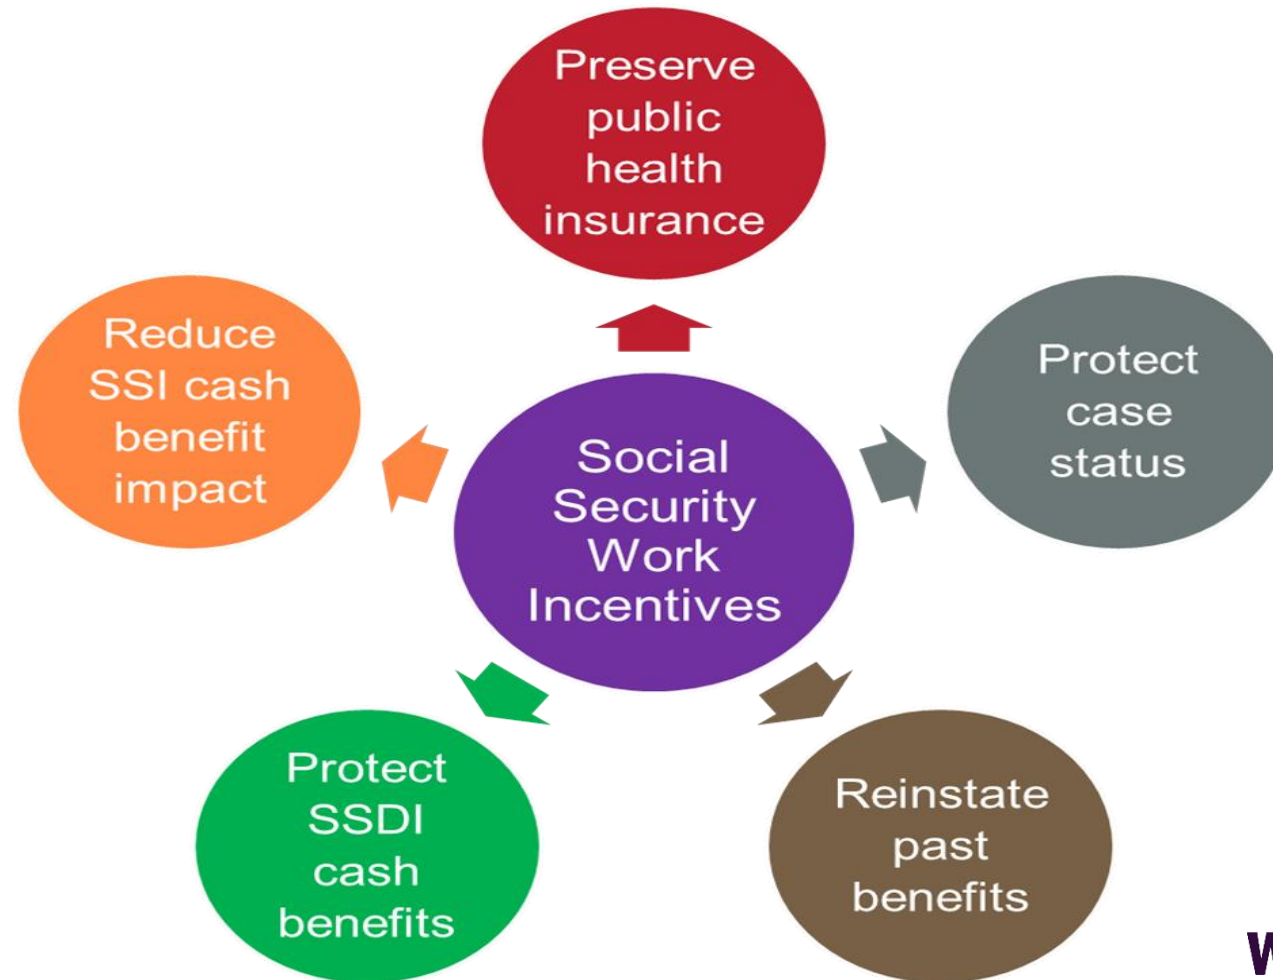 Preserve
public
health
insurance
Reduce
SSI cash
benefit
impact
Protect
case
status
Social
Security
Work
Incentives
Protect
SSDI
cash
benefits
Reinstate
past
benefits
W